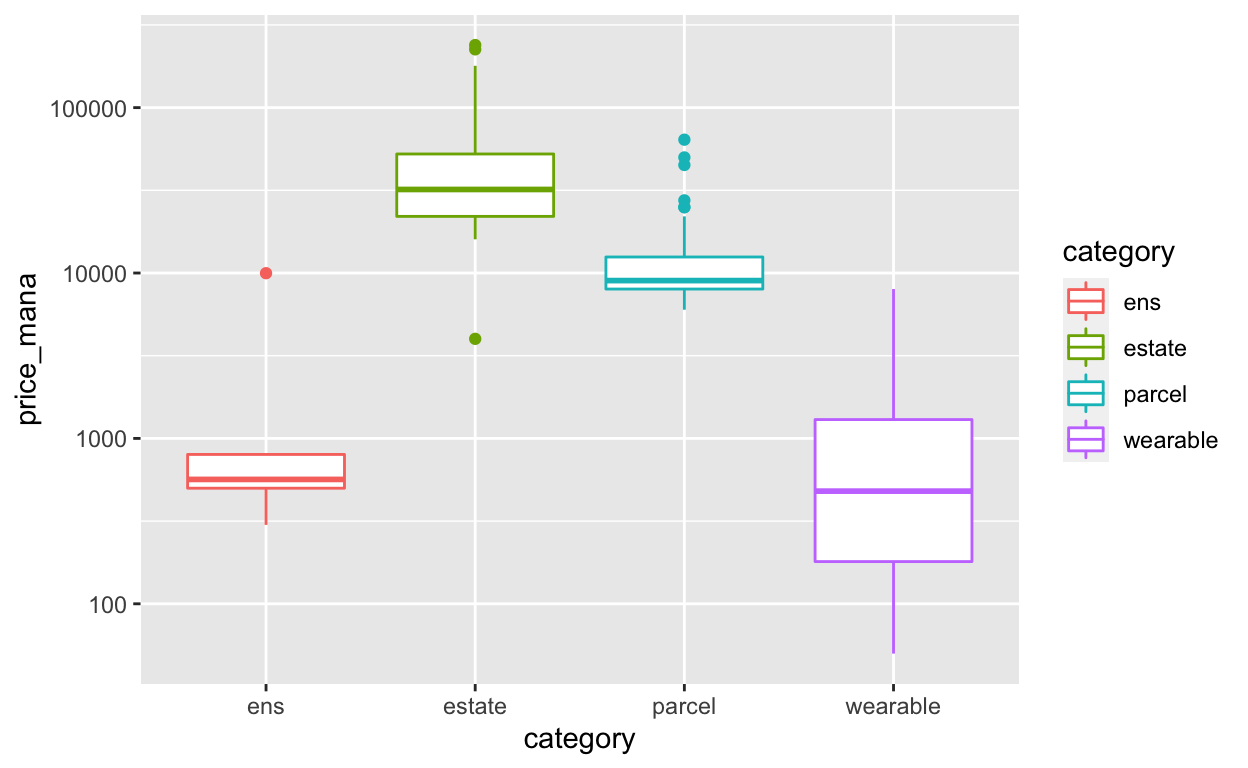 price_mana
100000
10000
1000
100
ens
estate
parcel
wearable
category
category
ens
estate
parcel
wearable